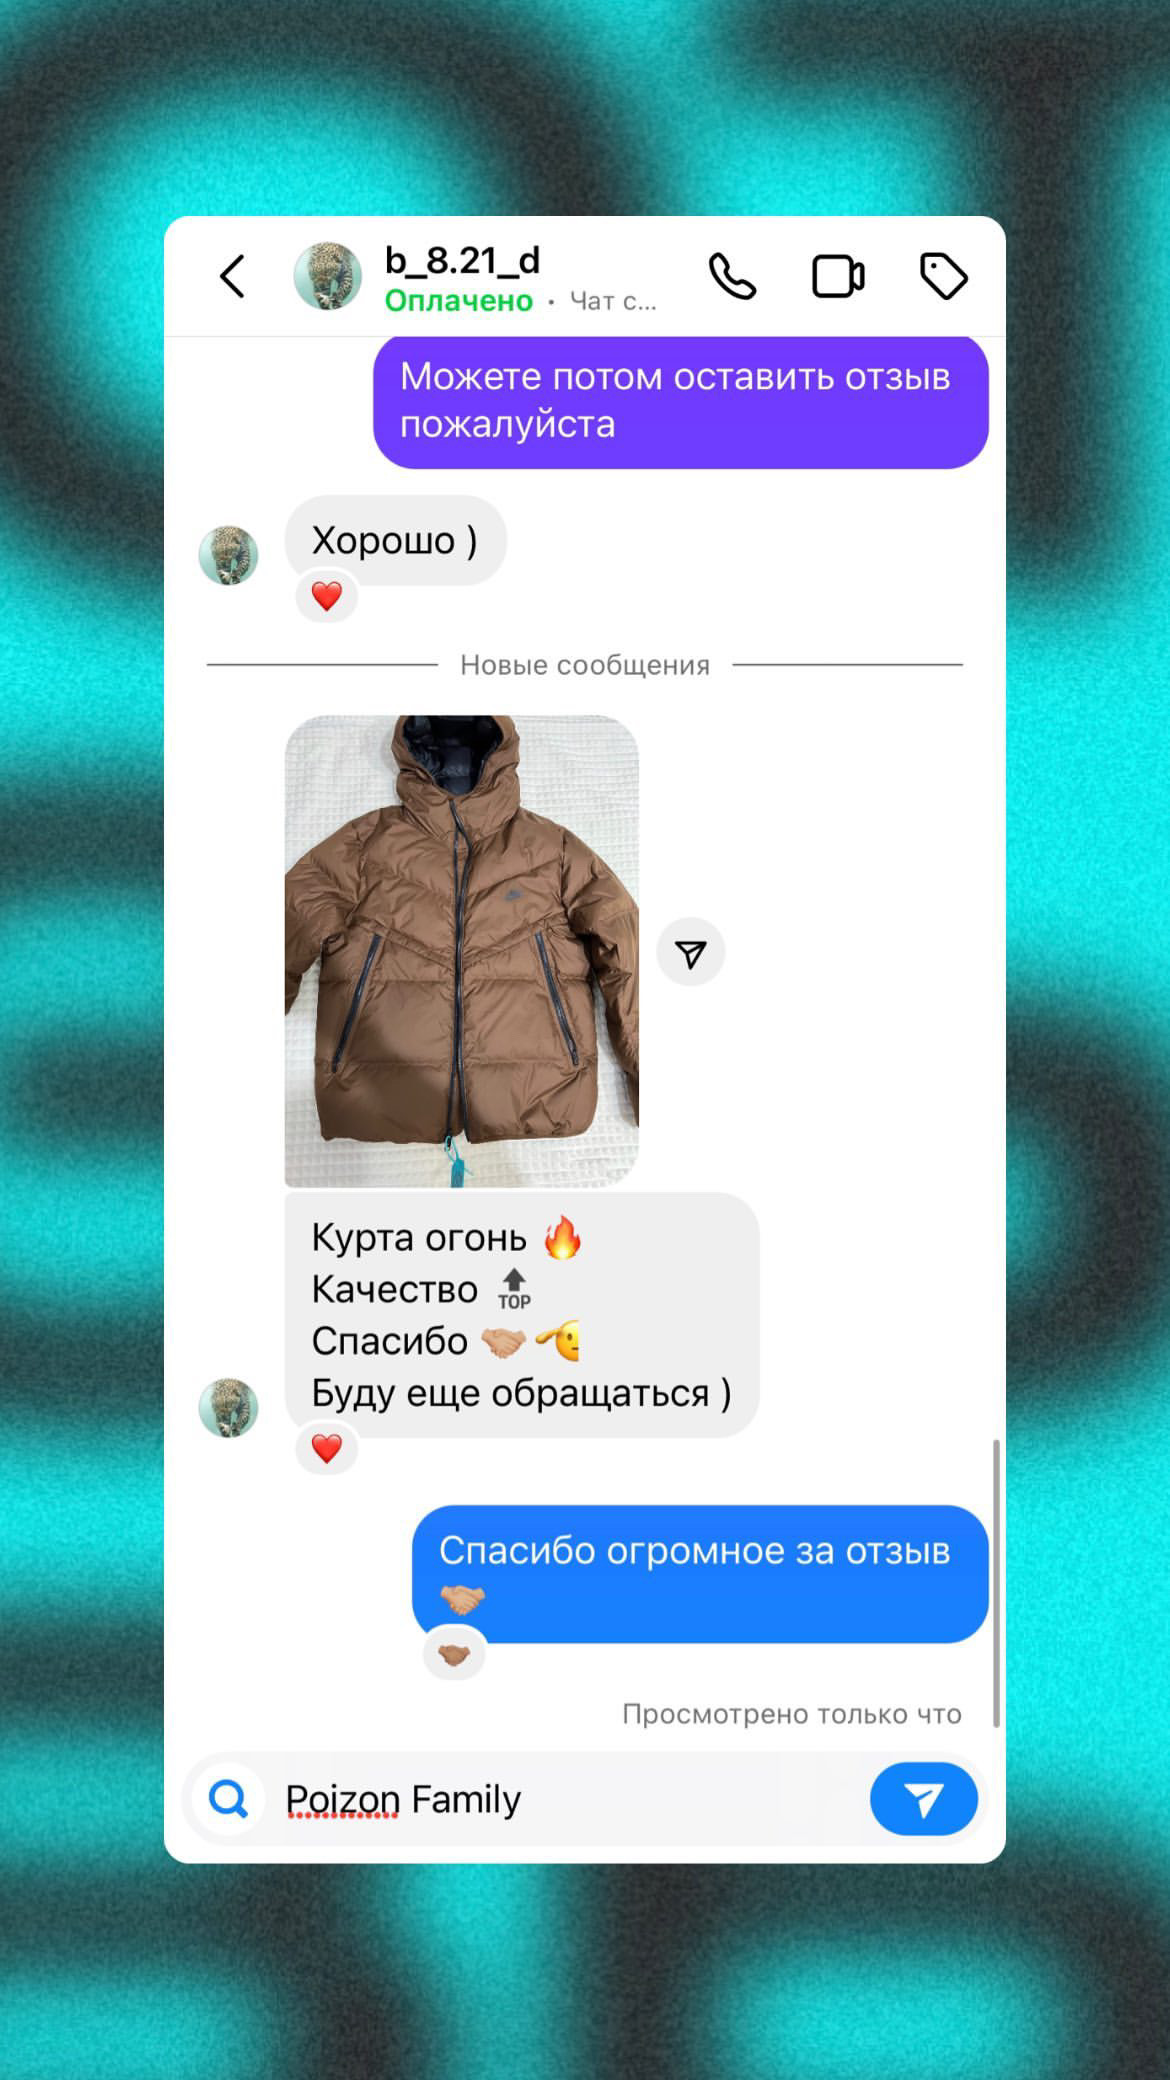 b_8.21_d
Оплачено · Чат с...
Можете потом оставить отзыв
пожалуйста
Хорошо )
❤️
Новые сообщения
Курта огонь 🔥
Качество 🔝
Спасибо 🤝🏼🫡
Буду еще обращаться )
❤️
Спасибо огромное за отзыв
🤝🏼
🤝🏽
Просмотрено только что
Poizon Family